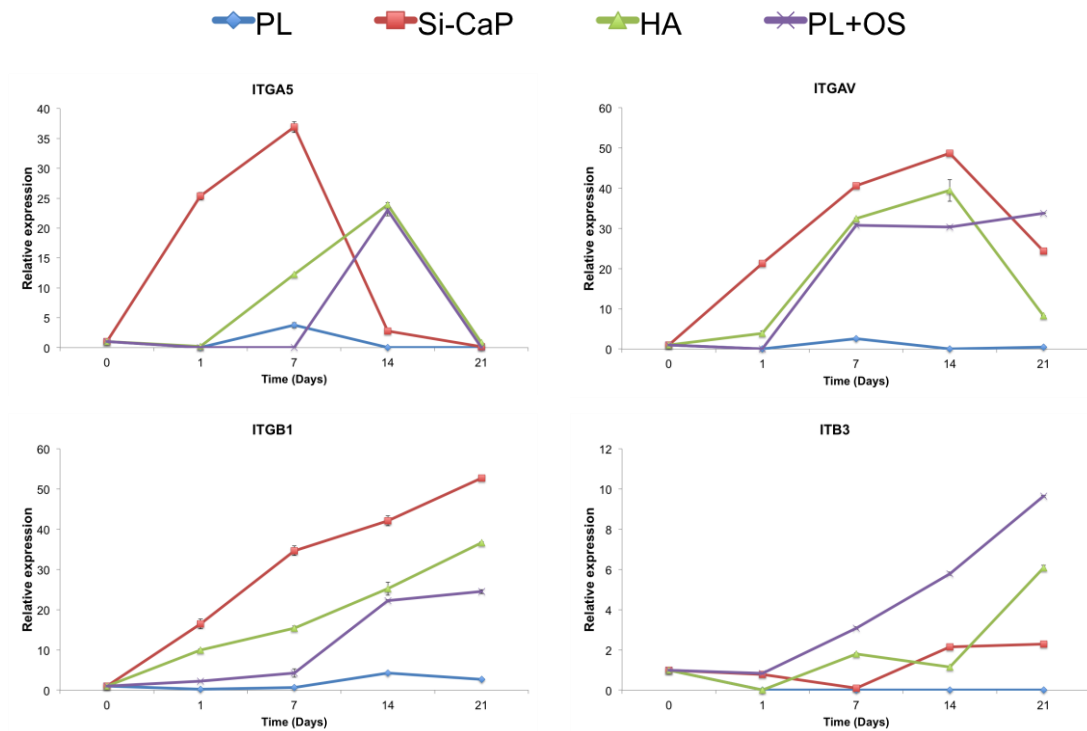 PL Si-CaP HA PL+OS
ITGA5
Relative expression
40
35
30
25
20
15
10
5
0
0 1 7 14 21
Time (Days)
ITGAV
Relative expression
60
50
40
30
20
10
0
0 1 7 14 21
Time (Days)
ITGB1
Relative expression
60
50
40
30
20
10
0
0 1 7 14 21
Time (Days)
ITB3
Relative expression
12
10
8
6
4
2
0
0 1 7 14 21
Time (Days)